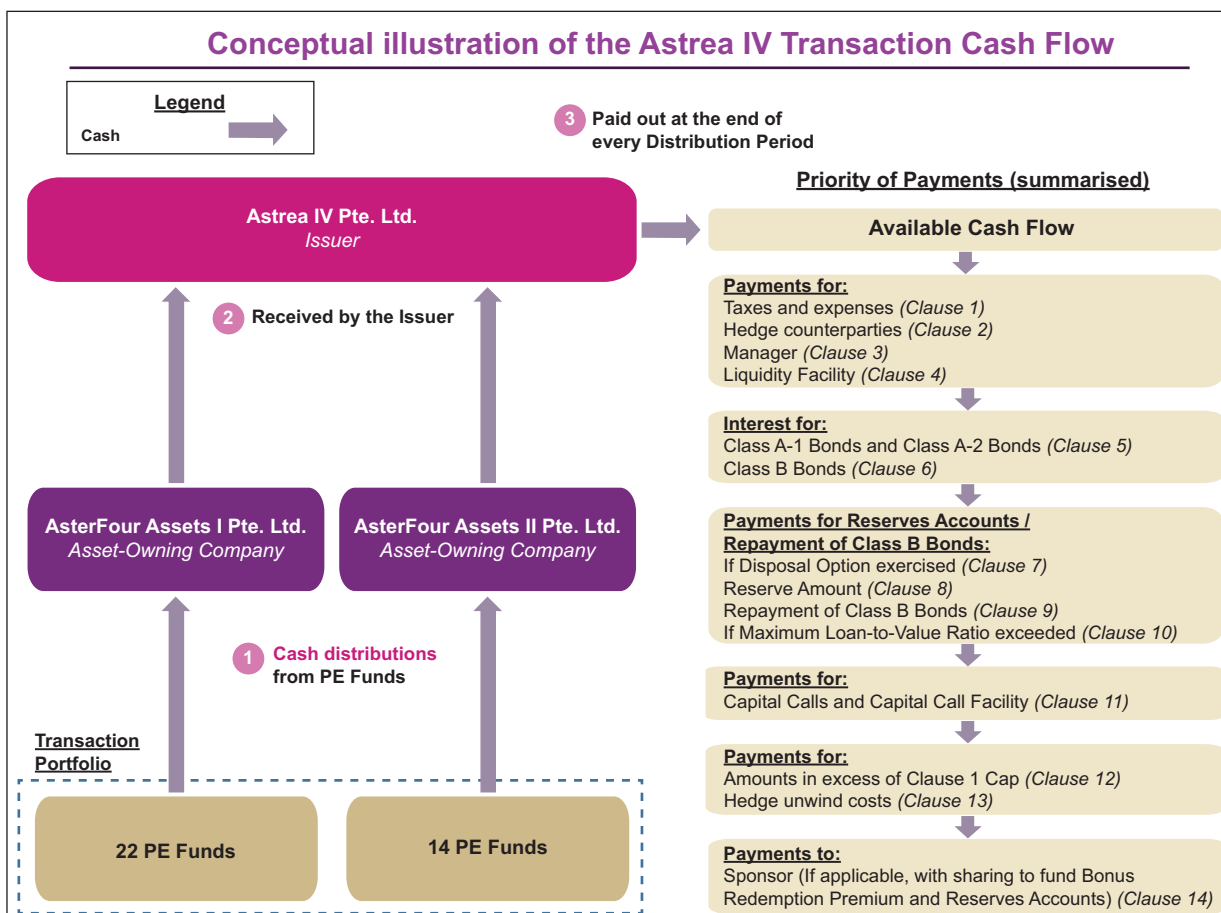 Conceptual illustration of the Astrea IV Transaction Cash Flow
Legend
Cash
3 Paid out at the end of
every Distribution Period
Astrea IV Pte. Ltd.
Issuer
2 Received by the Issuer
AsterFour Assets I Pte. Ltd.
Asset-Owning Company
AsterFour Assets II Pte. Ltd.
Asset-Owning Company
1 Cash distributions
from PE Funds
Transaction
Portfolio
22 PE Funds
14 PE Funds
Priority of Payments (summarised)
Available Cash Flow
Payments for:
Taxes and expenses (Clause 1)
Hedge counterparties (Clause 2)
Manager (Clause 3)
Liquidity Facility (Clause 4)
Interest for:
Class A-1 Bonds and Class A-2 Bonds (Clause 5)
Class B Bonds (Clause 6)
Payments for Reserves Accounts /
Repayment of Class B Bonds:
If Disposal Option exercised (Clause 7)
Reserve Amount (Clause 8)
Repayment of Class B Bonds (Clause 9)
If Maximum Loan-to-Value Ratio exceeded (Clause 10)
Payments for:
Capital Calls and Capital Call Facility (Clause 11)
Payments for:
Amounts in excess of Clause 1 Cap (Clause 12)
Hedge unwind costs (Clause 13)
Payments to:
Sponsor (If applicable, with sharing to fund Bonus
Redemption Premium and Reserves Accounts) (Clause 14)